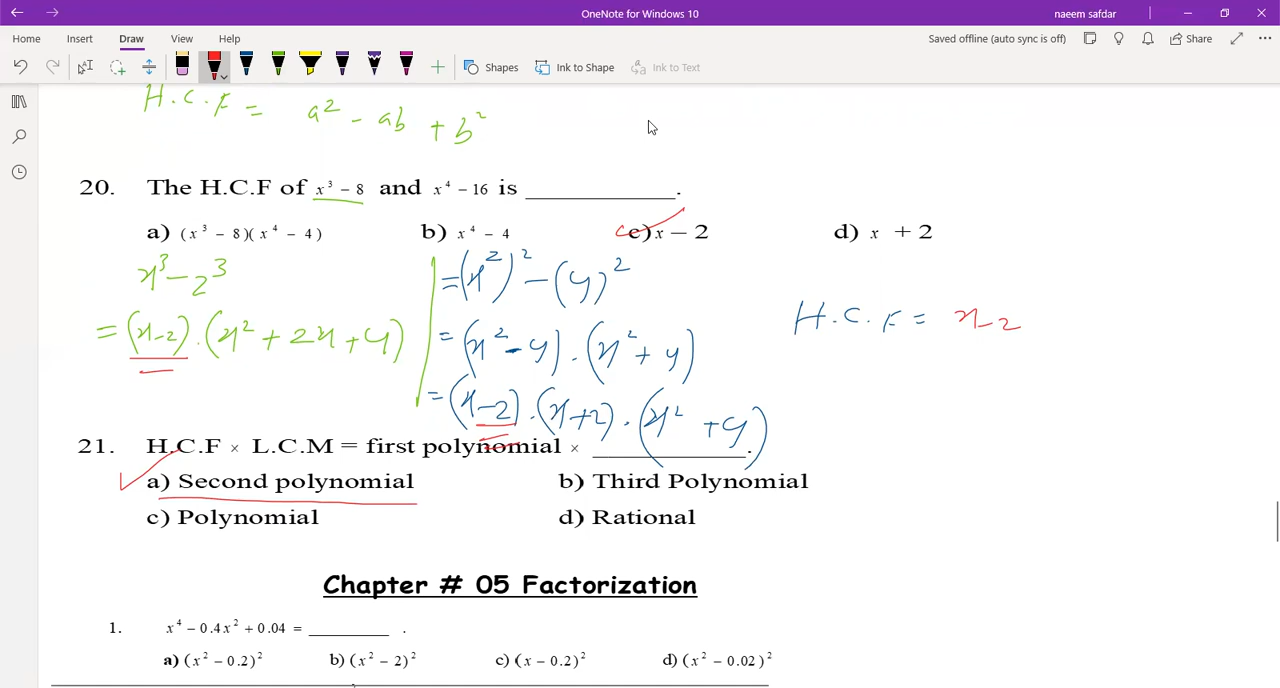 OneNote for Windows 10
naeem safdar
Home Insert Draw View Help
Saved offline (auto sync is off) Share
Shapes Ink to Shape Ink to Text
H.C.F = a² - ab + b²
20. The H.C.F of x³ − 8 and x⁴ − 16 is ____________.
a) (x³ − 8)(x⁴ − 4) b) x⁴ − 4 c) x − 2 d) x + 2
x³ - 2³
= (x²)² - (4)²
H.C.F = x-2
= (x-2).(x² + 2x + 4)
= (x² - 4) . (x² + 4)
= (x-2).(x+2).(x² + 4)
21. H.C.F × L.C.M = first polynomial × ____________.
a) Second polynomial b) Third Polynomial
c) Polynomial d) Rational
Chapter # 05 Factorization
1. x⁴ − 0.4x² + 0.04 = ________ .
a) (x² − 0.2)² b) (x² − 2)² c) (x − 0.2)² d) (x² − 0.02)²